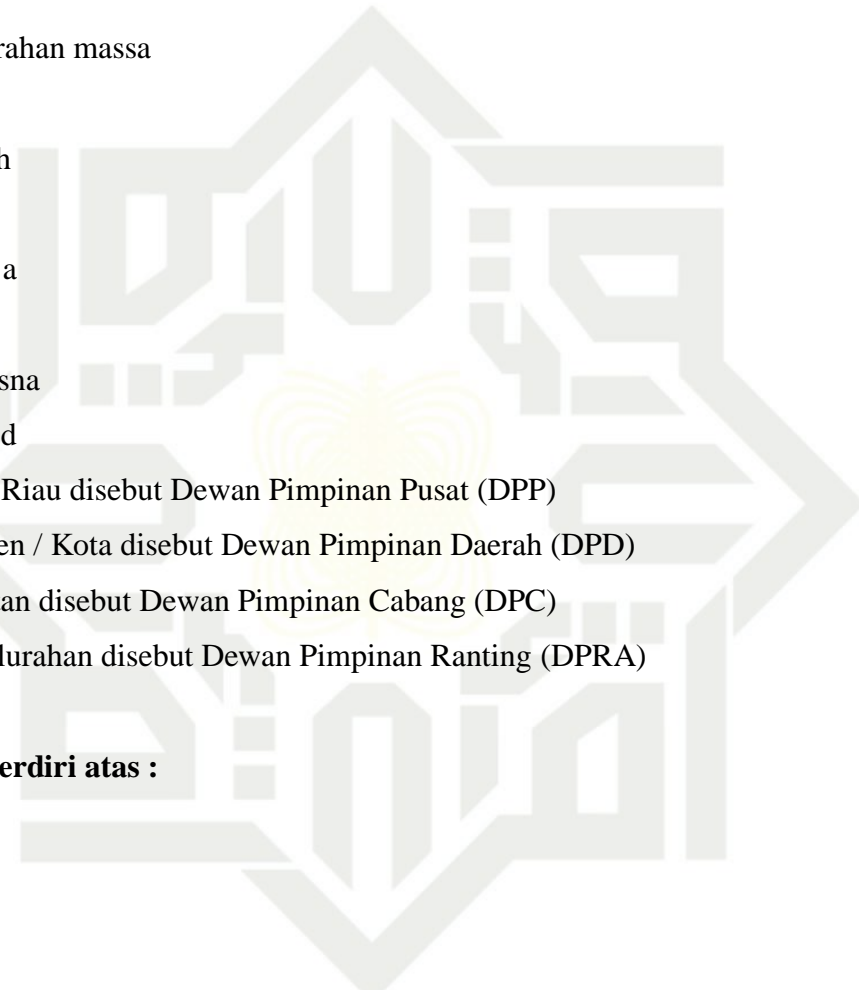 rahan massa
h
a
sna
d
Riau disebut Dewan Pimpinan Pusat (DPP)
en / Kota disebut Dewan Pimpinan Daerah (DPD)
an disebut Dewan Pimpinan Cabang (DPC)
lurahan disebut Dewan Pimpinan Ranting (DPRA)
erdiri atas :